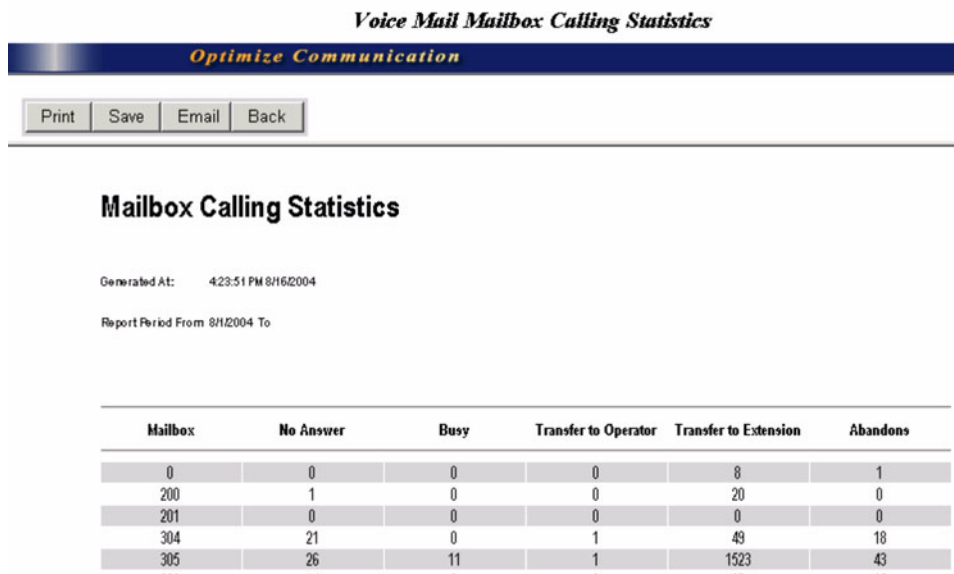 Voice Mail Mailbox Calling Statistics
Optimize Communication
Print Save Email Back
Mailbox Calling Statistics
Generated At: 4:23:51 PM 8/16/2004
Report Period From 8/1/2004 To
Mailbox No Answer Busy Transfer to Operator Transfer to Extension Abandons
0 0 0 0 8 1
200 1 0 0 20 0
201 0 0 0 0 0
304 21 0 1 49 18
305 26 11 1 1523 43